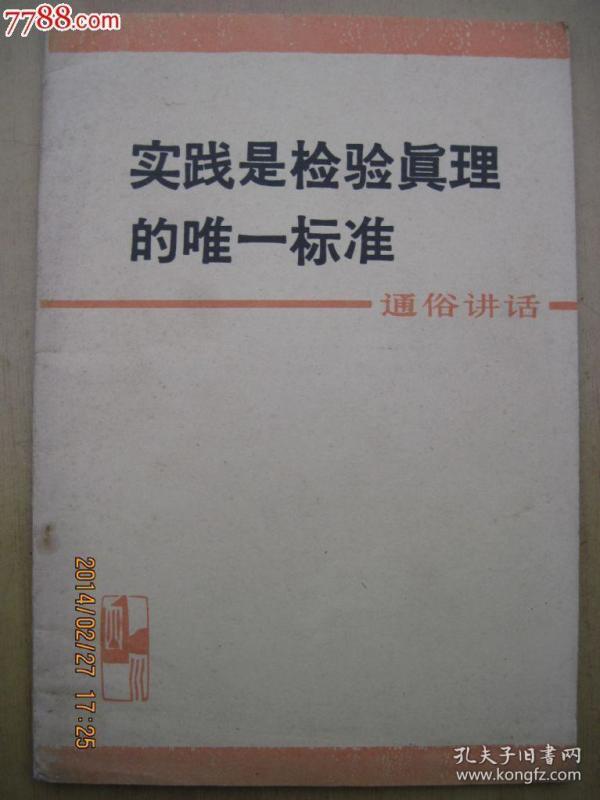 7788.com
实践是检验眞理
的唯一标准
通俗讲话
2014/02/27 17:25
孔夫子旧书网
www.kongfz.com